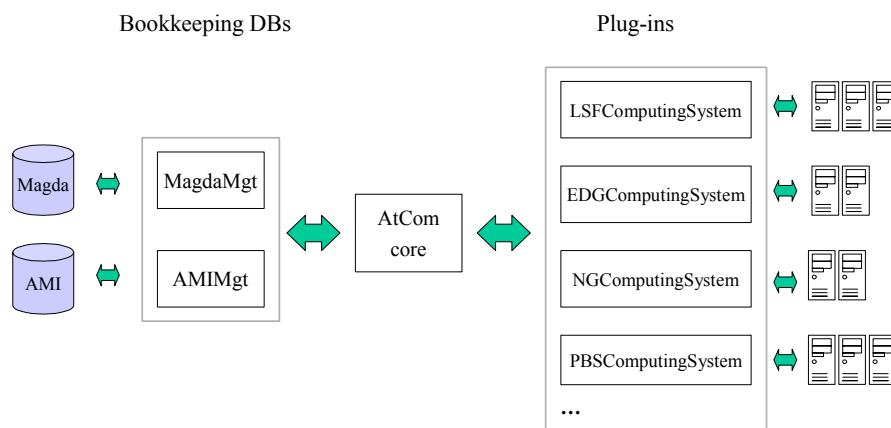 Bookkeeping DBs
Plug-ins
Magda
AMI
MagdaMgt
AMIMgt
AtCom
core
LSFComputingSystem
EDGComputingSystem
NGComputingSystem
PBSComputingSystem
...